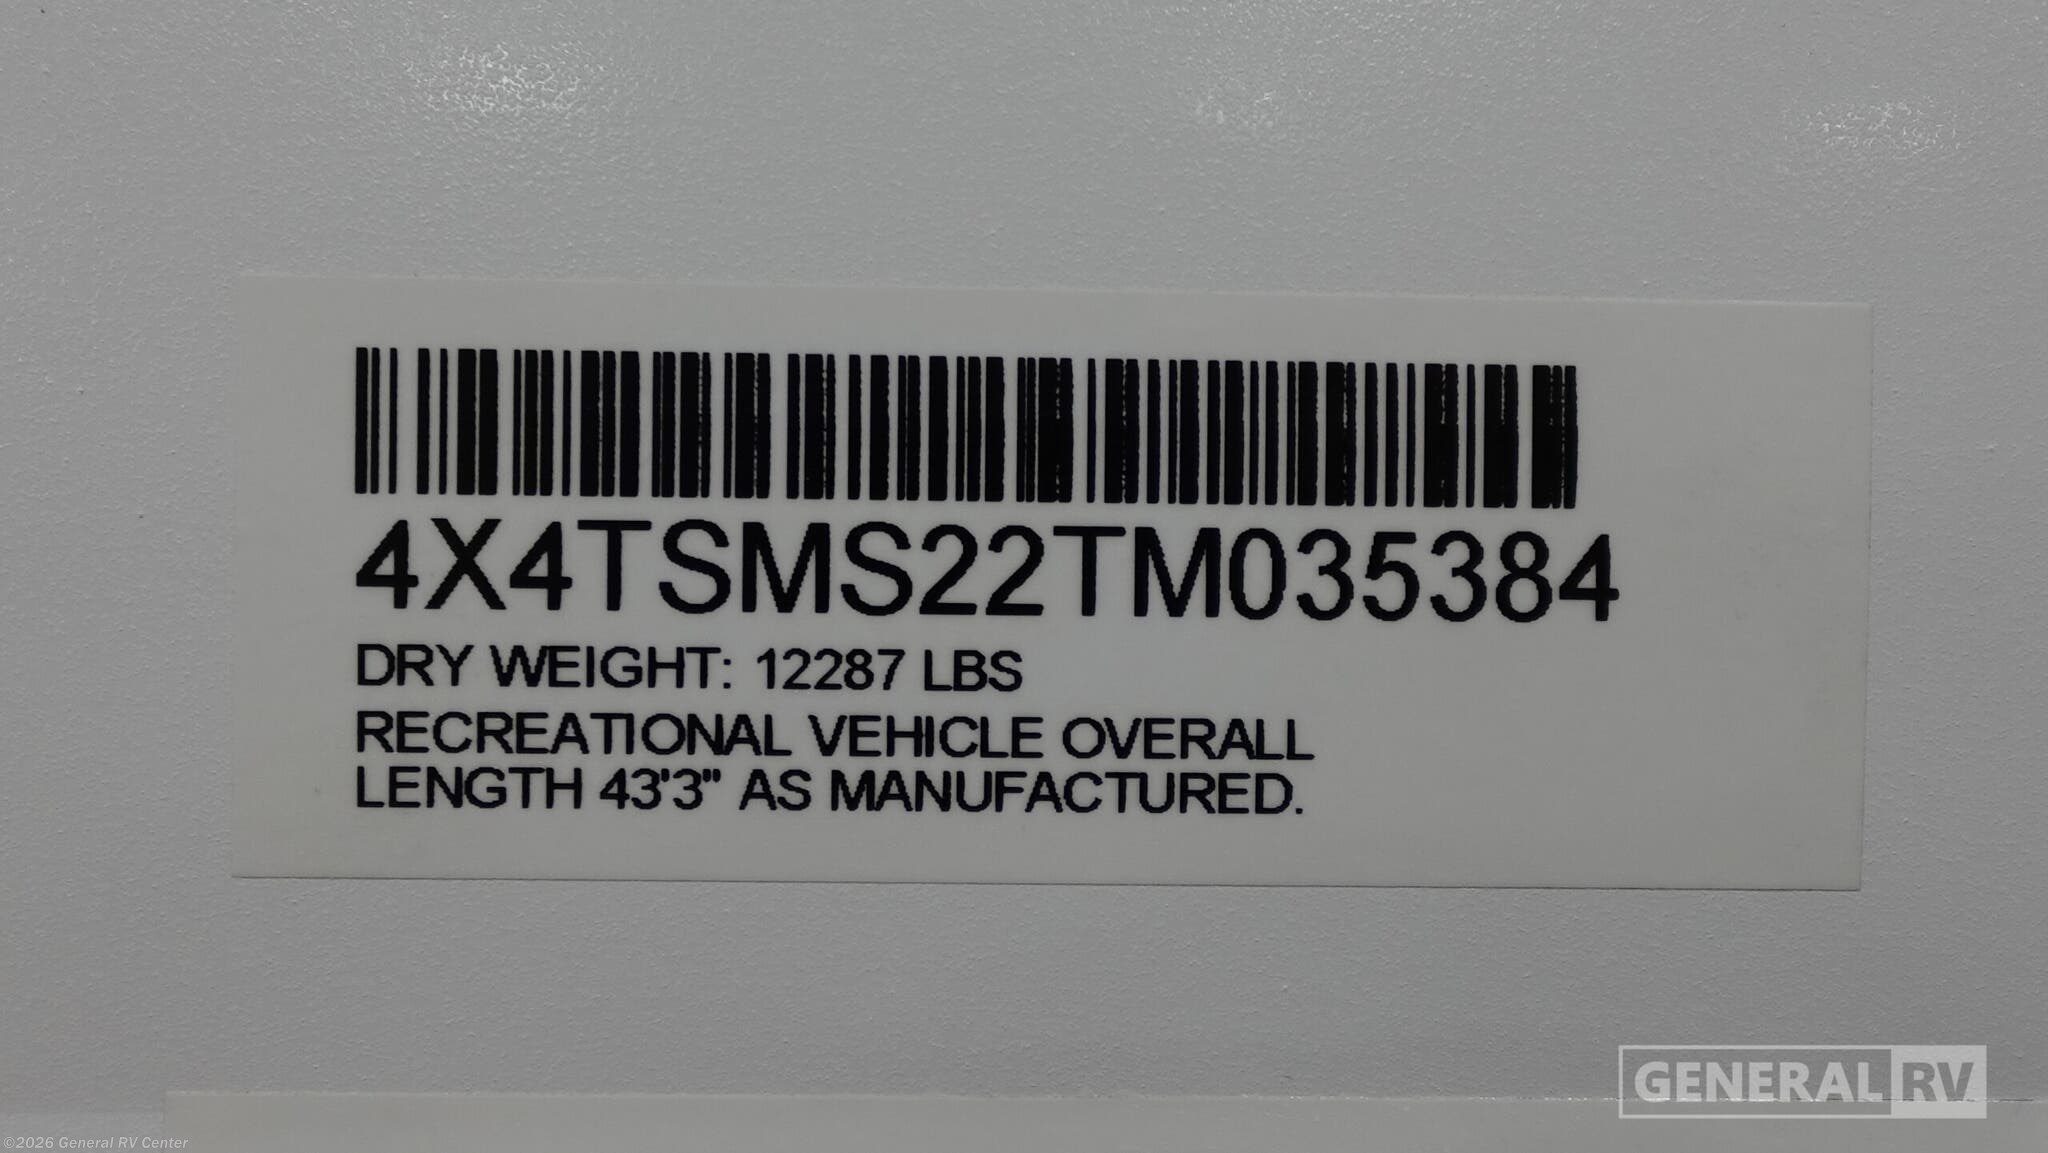 4X4TSMS22TM035384
DRY WEIGHT: 12287 LBS
RECREATIONAL VEHICLE OVERALL
LENGTH 43'3" AS MANUFACTURED.
GENERAL RV
©2026 General RV Center